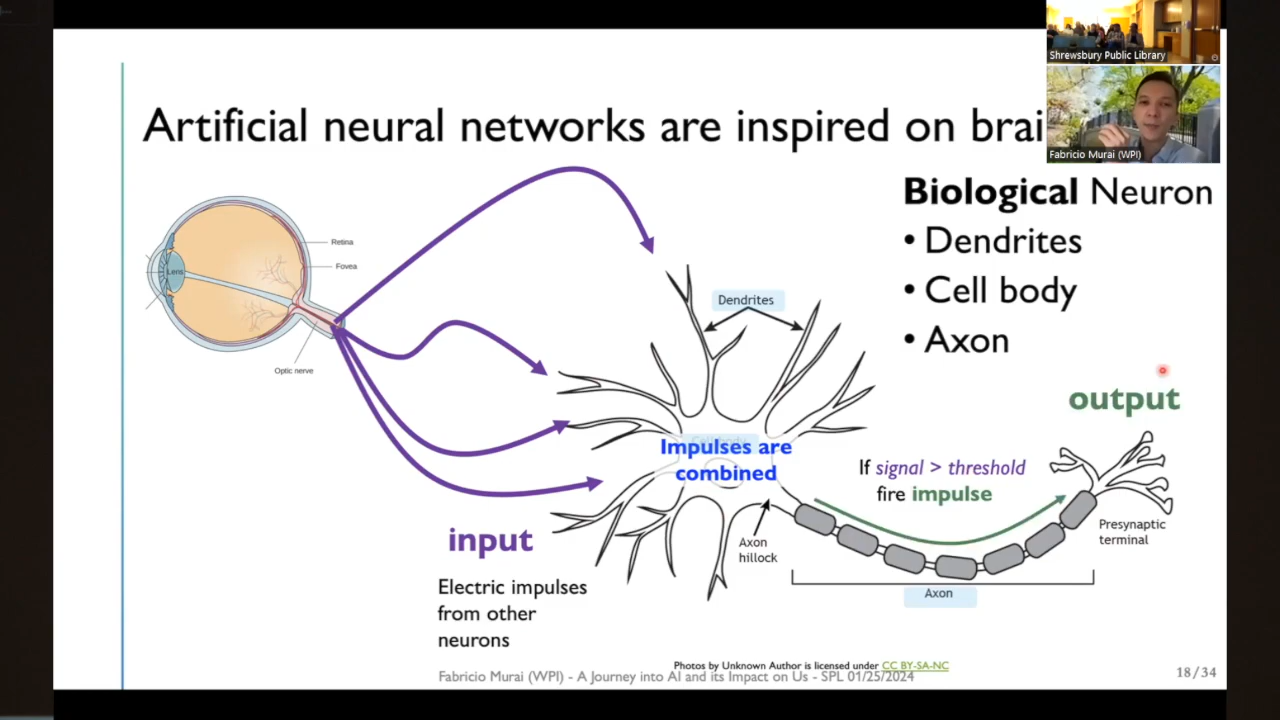 Shrewsbury Public Library
Fabricio Murai (WPI)
Artificial neural networks are inspired on brai
Biological Neuron
• Dendrites
• Cell body
• Axon
Retina
Fovea
Lens
Optic nerve
Dendrites
output
Cell body
Impulses are
combined
If signal > threshold
fire impulse
Presynaptic
terminal
input
Axon
hillock
Electric impulses
from other
neurons
Axon
Photos by Unknown Author is licensed under CC BY-SA-NC
Fabricio Murai (WPI) - A Journey into AI and its Impact on Us - SPL 01/25/2024
18/34